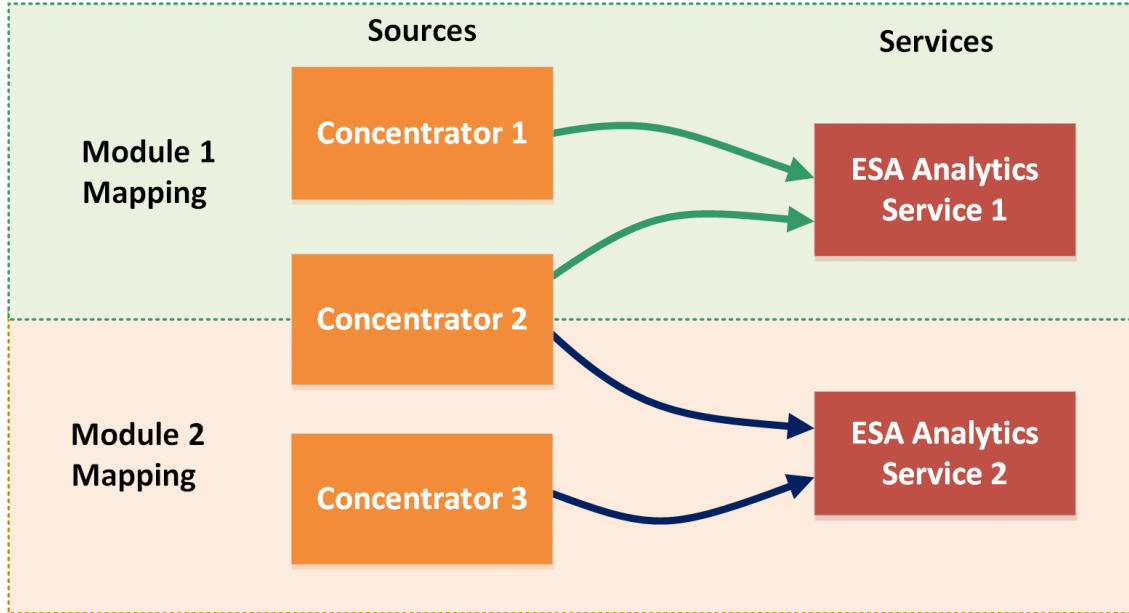 Sources
Services
Module 1
Mapping
Concentrator 1
ESA Analytics
Service 1
Concentrator 2
Module 2
Mapping
Concentrator 3
ESA Analytics
Service 2